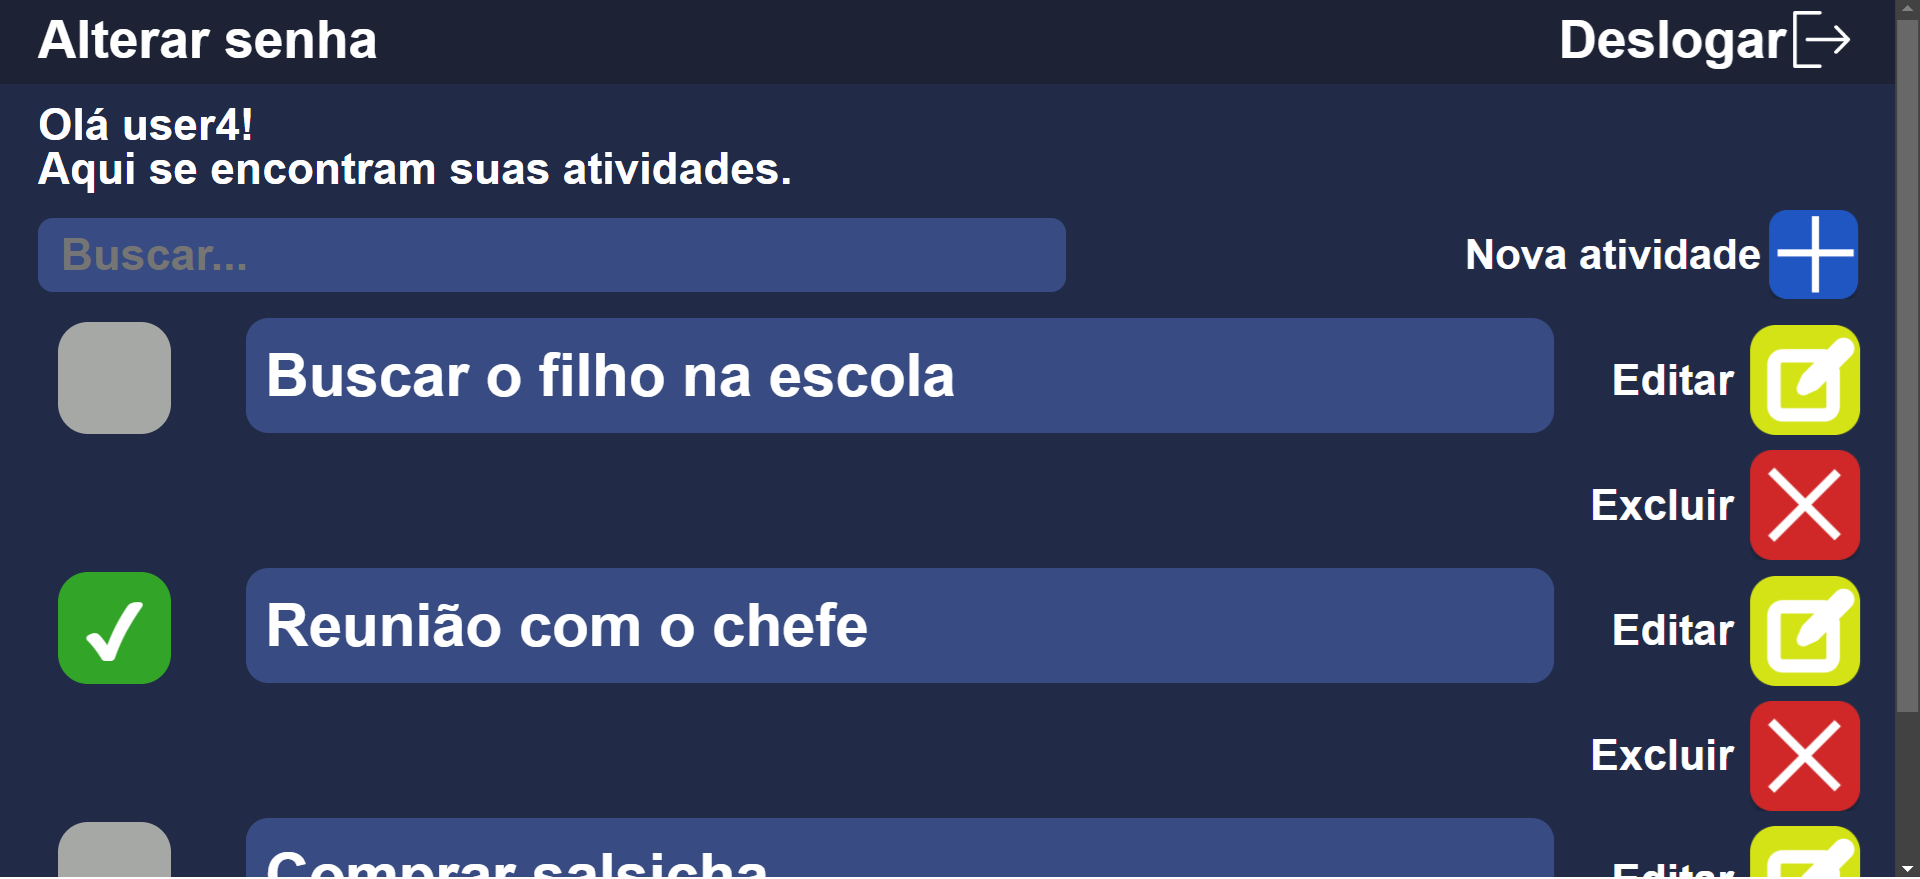 Alterar senha
Deslogar
Olá user4!
Aqui se encontram suas atividades.
Buscar...
Nova atividade
Buscar o filho na escola
Editar
Excluir
Reunião com o chefe
Editar
Excluir
Comprar salsicha
Editar